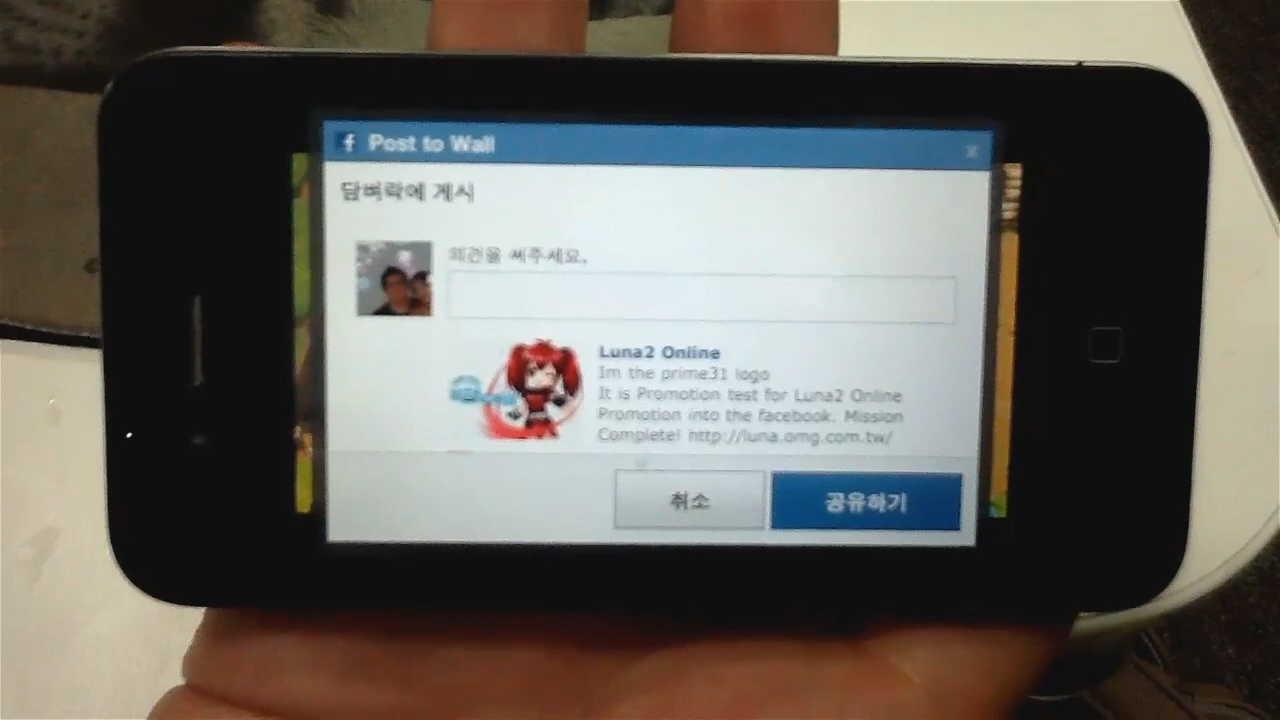 f Post to Wall x
담벼락에 게시
의견을 써주세요.
Luna2 Online
Im the prime31 logo
It is Promotion test for Luna2 Online
Promotion into the facebook. Mission
Complete! http://luna.omg.com.tw/
취소
공유하기